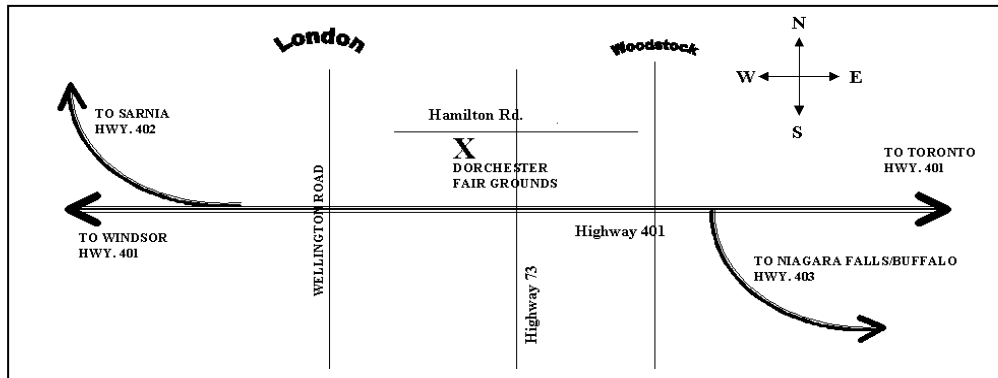 London
Woodstock
N
W
E
S
TO SARNIA
HWY. 402
Hamilton Rd.
X
DORCHESTER
FAIR GROUNDS
TO TORONTO
HWY. 401
WELLINGTON ROAD
TO WINDSOR
HWY. 401
Highway 401
Highway 73
TO NIAGARA FALLS/BUFFALO
HWY. 403